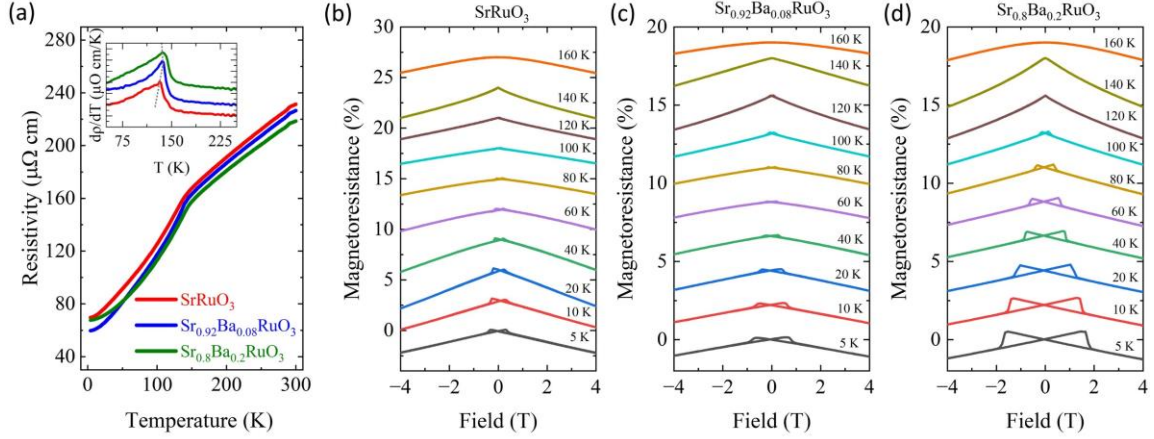 (a)
280
240
200
160
120
80
40
0
100
200
300
Resistivity (μΩ cm)
Temperature (K)
dρ/dT (μΩ cm/K)
75
150
225
T (K)
SrRuO3
Sr0.92Ba0.08RuO3
Sr0.8Ba0.2RuO3
(b)
SrRuO3
30
25
20
15
10
5
0
Magnetoresistance (%)
160 K
140 K
120 K
100 K
80 K
60 K
40 K
20 K
10 K
5 K
−4
−2
0
2
4
Field (T)
(c)
Sr0.92Ba0.08RuO3
20
15
10
5
0
Magnetoresistance (%)
160 K
140 K
120 K
100 K
80 K
60 K
40 K
20 K
10 K
5 K
−4
−2
0
2
4
Field (T)
(d)
Sr0.8Ba0.2RuO3
20
15
10
5
0
Magnetoresistance (%)
160 K
140 K
120 K
100 K
80 K
60 K
40 K
20 K
10 K
5 K
−4
−2
0
2
4
Field (T)